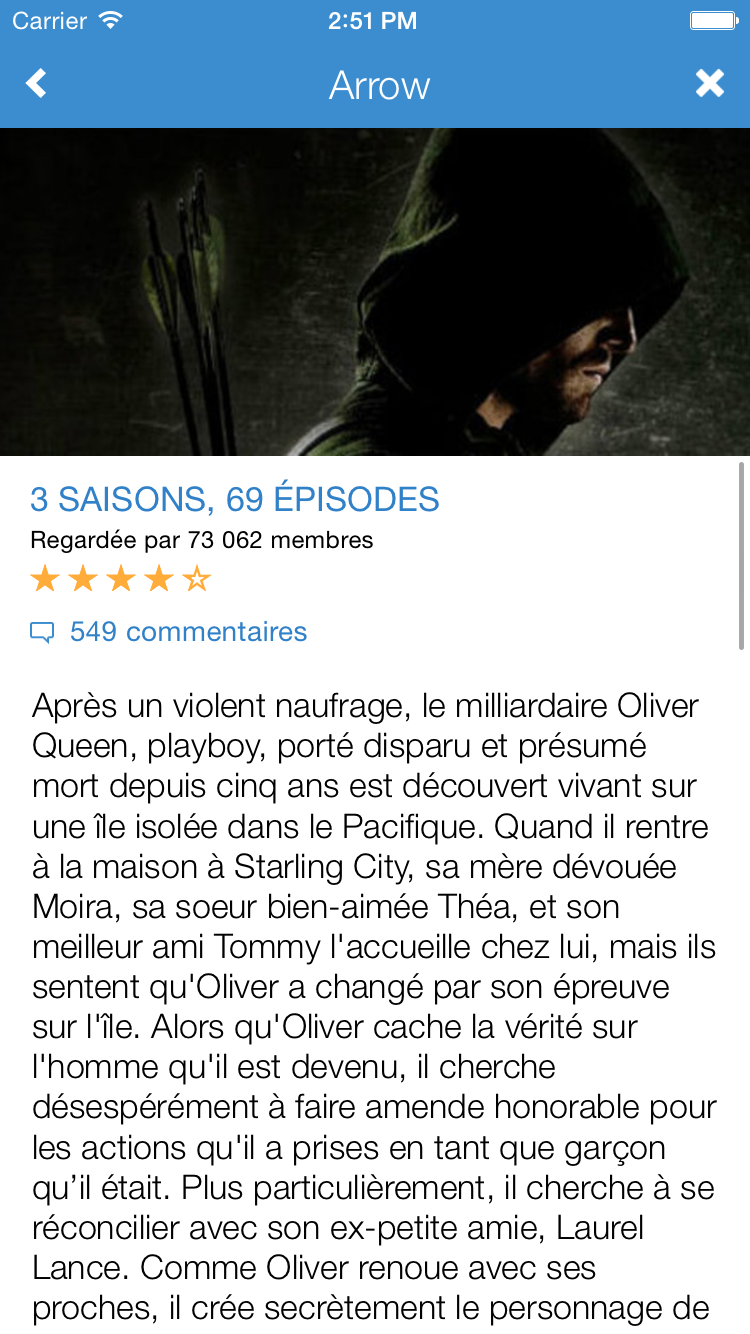 Carrier 2:51 PM
Arrow
3 SAISONS, 69 ÉPISODES
Regardée par 73 062 membres
549 commentaires
Après un violent naufrage, le milliardaire Oliver
Queen, playboy, porté disparu et présumé
mort depuis cinq ans est découvert vivant sur
une île isolée dans le Pacifique. Quand il rentre
à la maison à Starling City, sa mère dévouée
Moira, sa soeur bien-aimée Théa, et son
meilleur ami Tommy l'accueille chez lui, mais ils
sentent qu'Oliver a changé par son épreuve
sur l'île. Alors qu'Oliver cache la vérité sur
l'homme qu'il est devenu, il cherche
désespérément à faire amende honorable pour
les actions qu'il a prises en tant que garçon
qu’il était. Plus particulièrement, il cherche à se
réconcilier avec son ex-petite amie, Laurel
Lance. Comme Oliver renoue avec ses
proches, il crée secrètement le personnage de